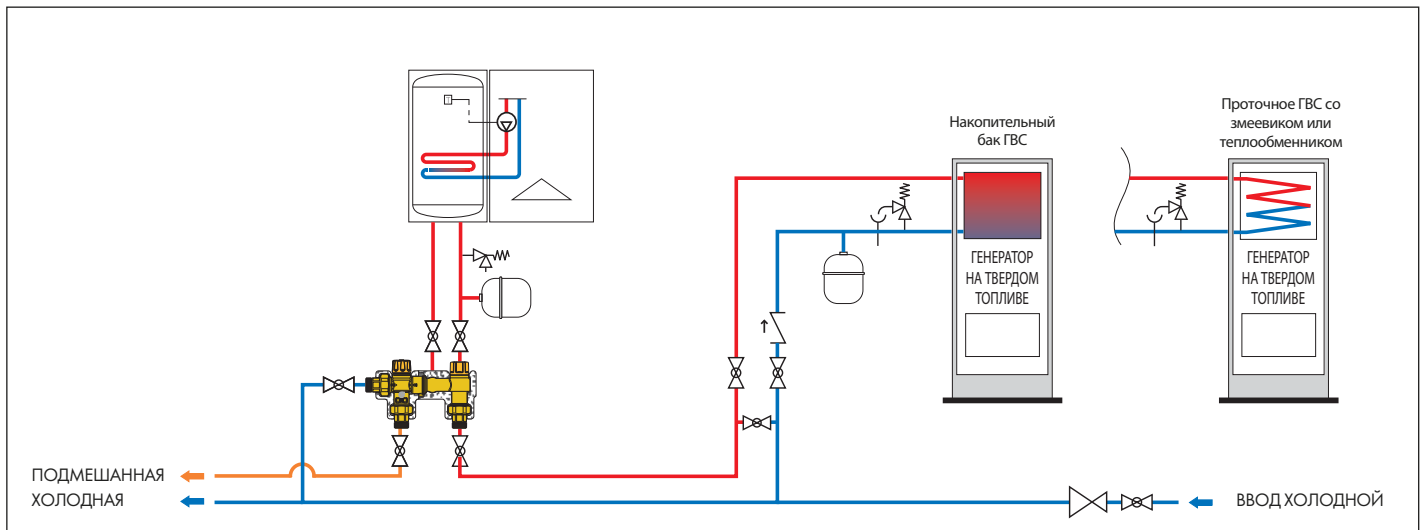 Накопительный
бак ГВС
Проточное ГВС со
змеевиком или
теплообменником
ГЕНЕРАТОР
НА ТВЕРДОМ
ТОПЛИВЕ
ГЕНЕРАТОР
НА ТВЕРДОМ
ТОПЛИВЕ
ПОДМЕШАННАЯ
ХОЛОДНАЯ
ВВОД ХОЛОДНОЙ